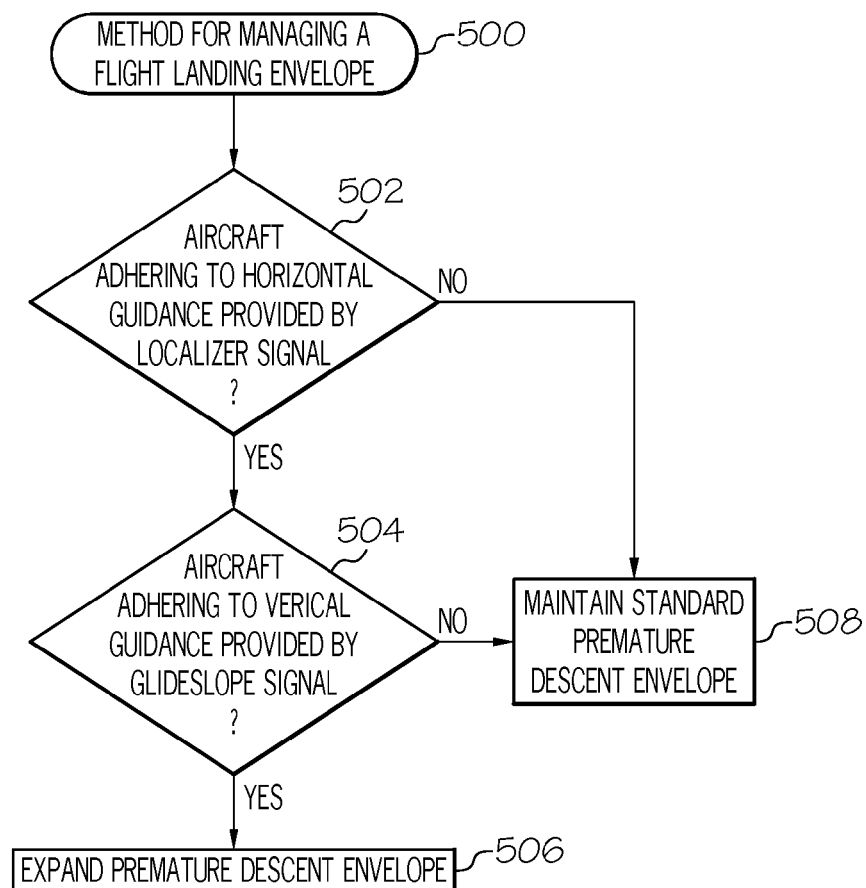 METHOD FOR MANAGING A
FLIGHT LANDING ENVELOPE
500
502
AIRCRAFT
ADHERING TO HORIZONTAL
GUIDANCE PROVIDED BY
LOCALIZER SIGNAL
?
NO
YES
504
AIRCRAFT
ADHERING TO VERICAL
GUIDANCE PROVIDED BY
GLIDESLOPE SIGNAL
?
NO
MAINTAIN STANDARD
PREMATURE
DESCENT ENVELOPE
508
YES
EXPAND PREMATURE DESCENT ENVELOPE
506